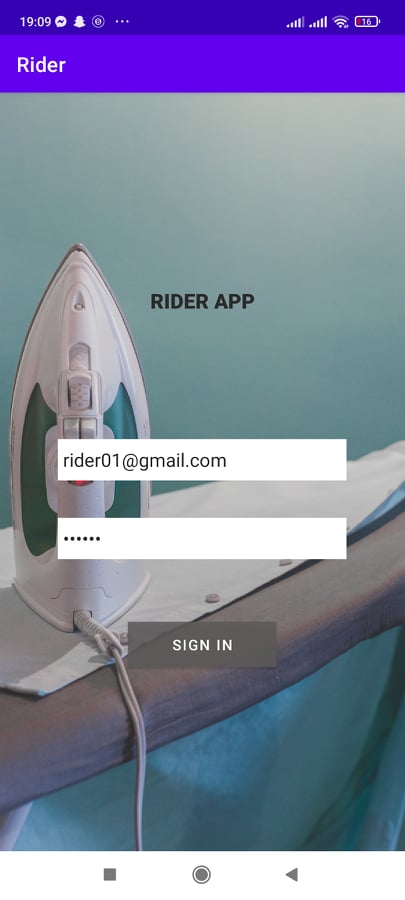 19:09
16
Rider
RIDER APP
rider01@gmail.com
••••••
SIGN IN